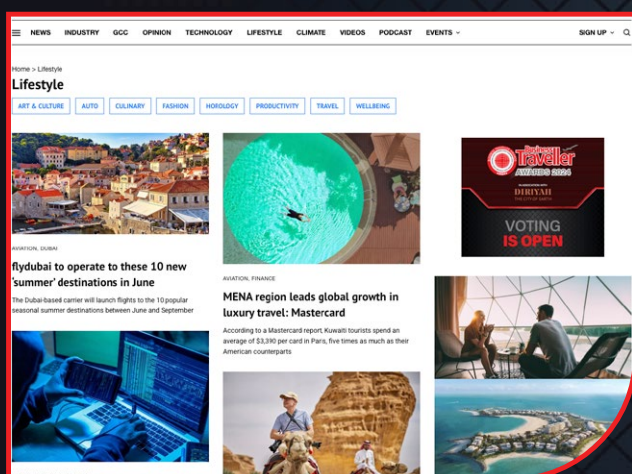 NEWS INDUSTRY GCC OPINION TECHNOLOGY LIFESTYLE CLIMATE VIDEOS PODCAST EVENTS SIGN UP
Home > Lifestyle
Lifestyle
ART & CULTURE AUTO CULINARY FASHION HOROLOGY PRODUCTIVITY TRAVEL WELLBEING
AVIATION, DUBAI
flydubai to operate to these 10 new
'summer' destinations in June
The Dubai-based carrier will launch flights to the 10 popular
seasonal summer destinations between June and September
AVIATION, FINANCE
MENA region leads global growth in
luxury travel: Mastercard
According to a Mastercard report, Kuwaiti tourists spend an
average of $3,390 per card in Paris, five times as much as their
American counterparts
Business
Traveller
AWARDS 2024
IN ASSOCIATION WITH
DIRIYAH
THE CITY OF EARTH
VOTING
IS OPEN